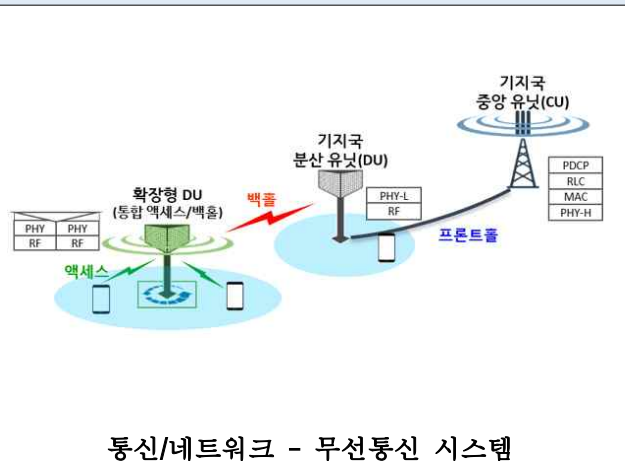 기지국
중앙 유닛(CU)
PDCP
RLC
MAC
PHY-H
기지국
분산 유닛(DU)
PHY-L
RF
프론트홀
백홀
확장형 DU
(통합 액세스/백홀)
PHY PHY
RF RF
액세스
통신/네트워크 - 무선통신 시스템